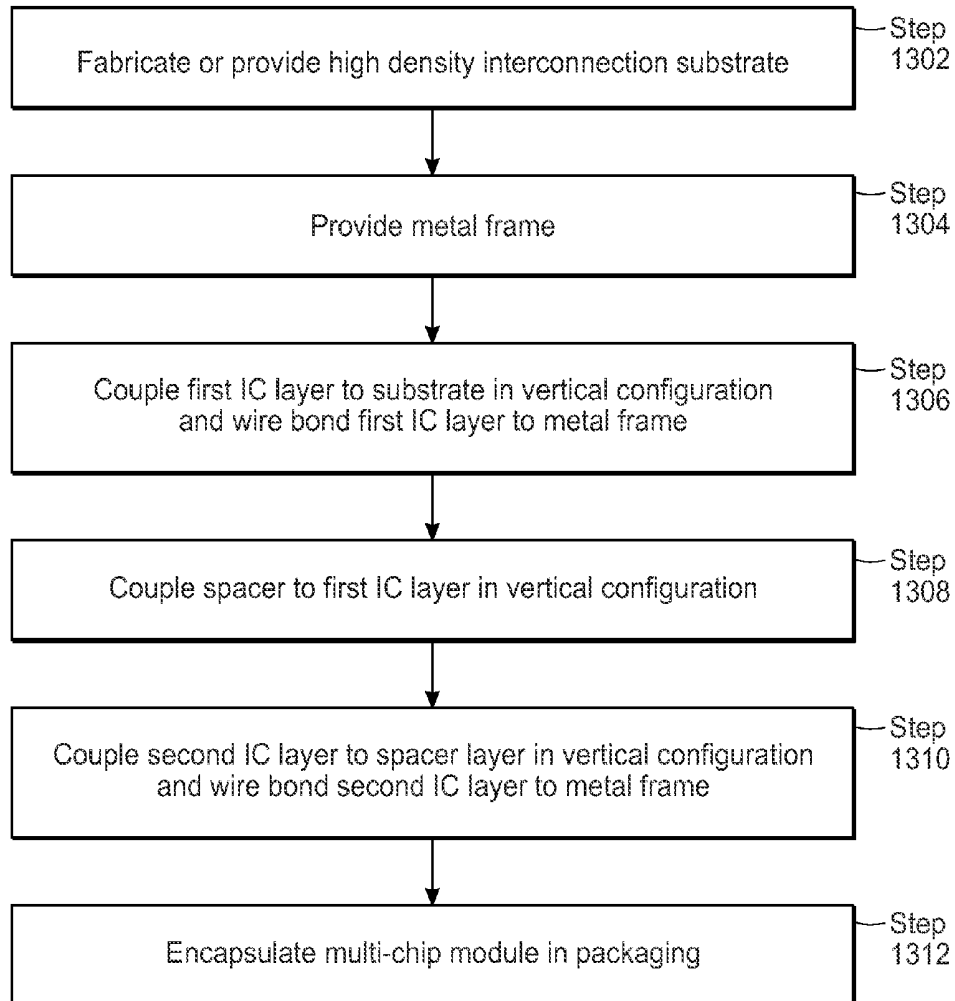 Fabricate or provide high density interconnection substrate
Step
1302
Provide metal frame
Step
1304
Couple first IC layer to substrate in vertical configuration
and wire bond first IC layer to metal frame
Step
1306
Couple spacer to first IC layer in vertical configuration
Step
1308
Couple second IC layer to spacer layer in vertical configuration
and wire bond second IC layer to metal frame
Step
1310
Encapsulate multi-chip module in packaging
Step
1312